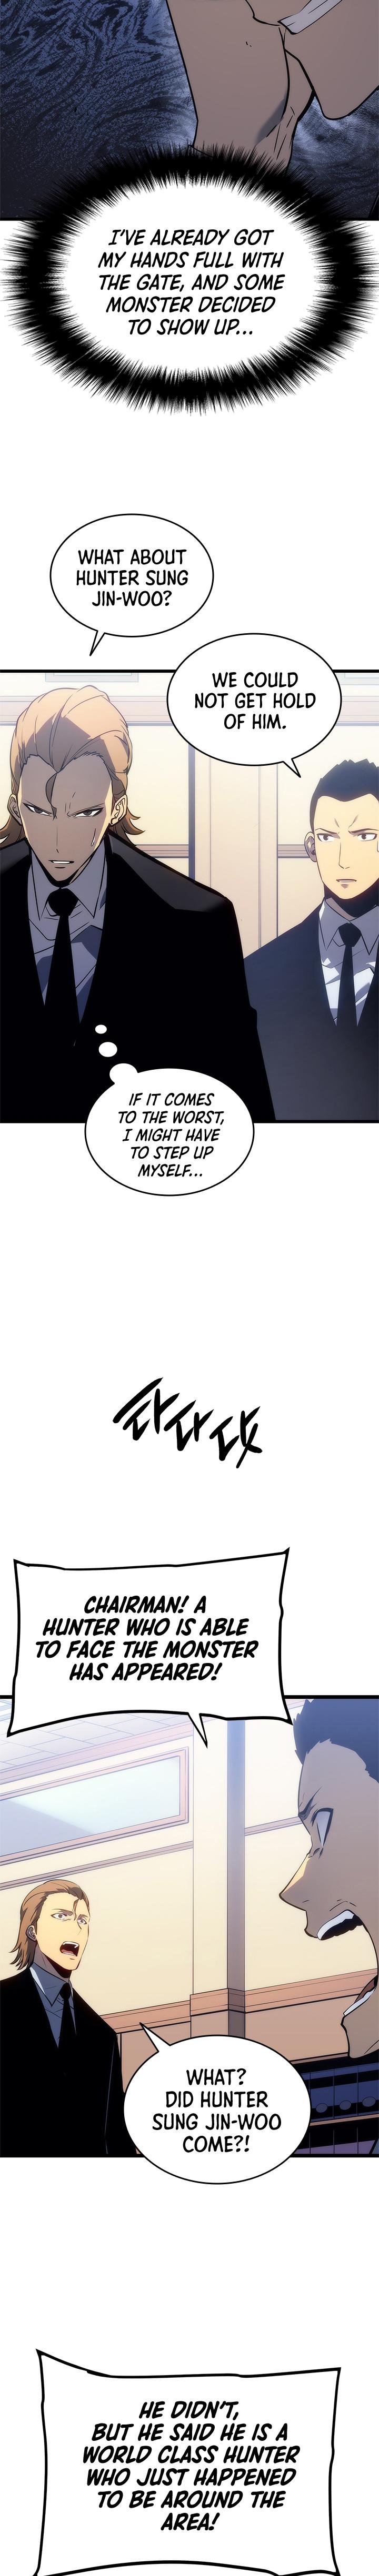 I'VE ALREADY GOT
MY HANDS FULL WITH
THE GATE, AND SOME
MONSTER DECIDED
TO SHOW UP...
WHAT ABOUT
HUNTER SUNG
JIN-WOO?
WE COULD
NOT GET HOLD
OF HIM.
IF IT COMES
TO THE WORST,
I MIGHT HAVE
TO STEP UP
MYSELF...
타다닷
CHAIRMAN! A
HUNTER WHO IS ABLE
TO FACE THE MONSTER
HAS APPEARED!
WHAT?
DID HUNTER
SUNG JIN-WOO
COME?!
HE DIDN'T,
BUT HE SAID HE IS A
WORLD CLASS HUNTER
WHO JUST HAPPENED
TO BE AROUND THE
AREA!